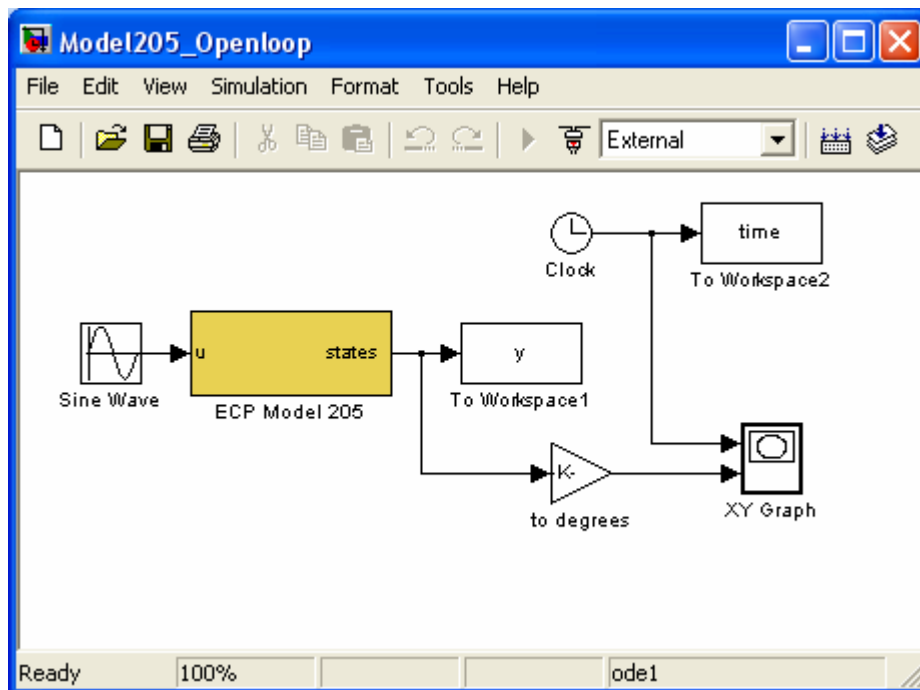 Model205_Openloop
File Edit View Simulation Format Tools Help
External
time
Clock
To Workspace2
u
states
y
Sine Wave
ECP Model 205
To Workspace1
K-
to degrees
XY Graph
Ready 100% ode1